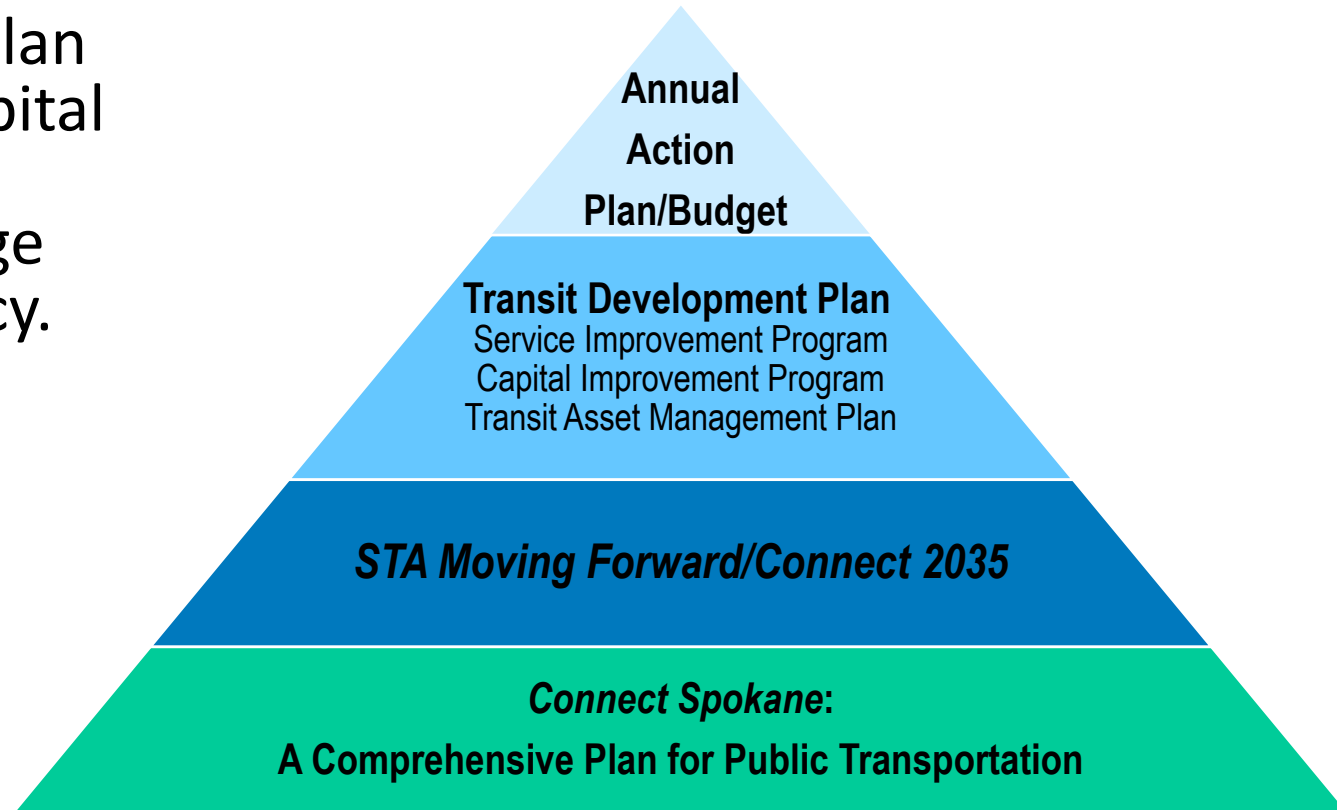 lan
pital
ge
cy.
Annual
Action
Plan/Budget
Transit Development Plan
Service Improvement Program
Capital Improvement Program
Transit Asset Management Plan
STA Moving Forward/Connect 2035
Connect Spokane:
A Comprehensive Plan for Public Transportation